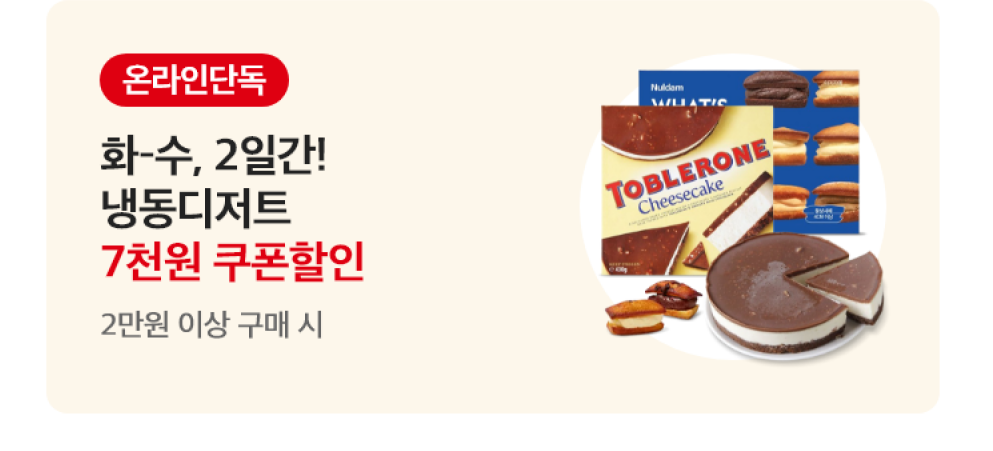 온라인단독
화-수, 2일간!
냉동디저트
7천원 쿠폰할인
2만원 이상 구매 시
Nuldam
WHAT'S
TOBLERONE
Cheesecake